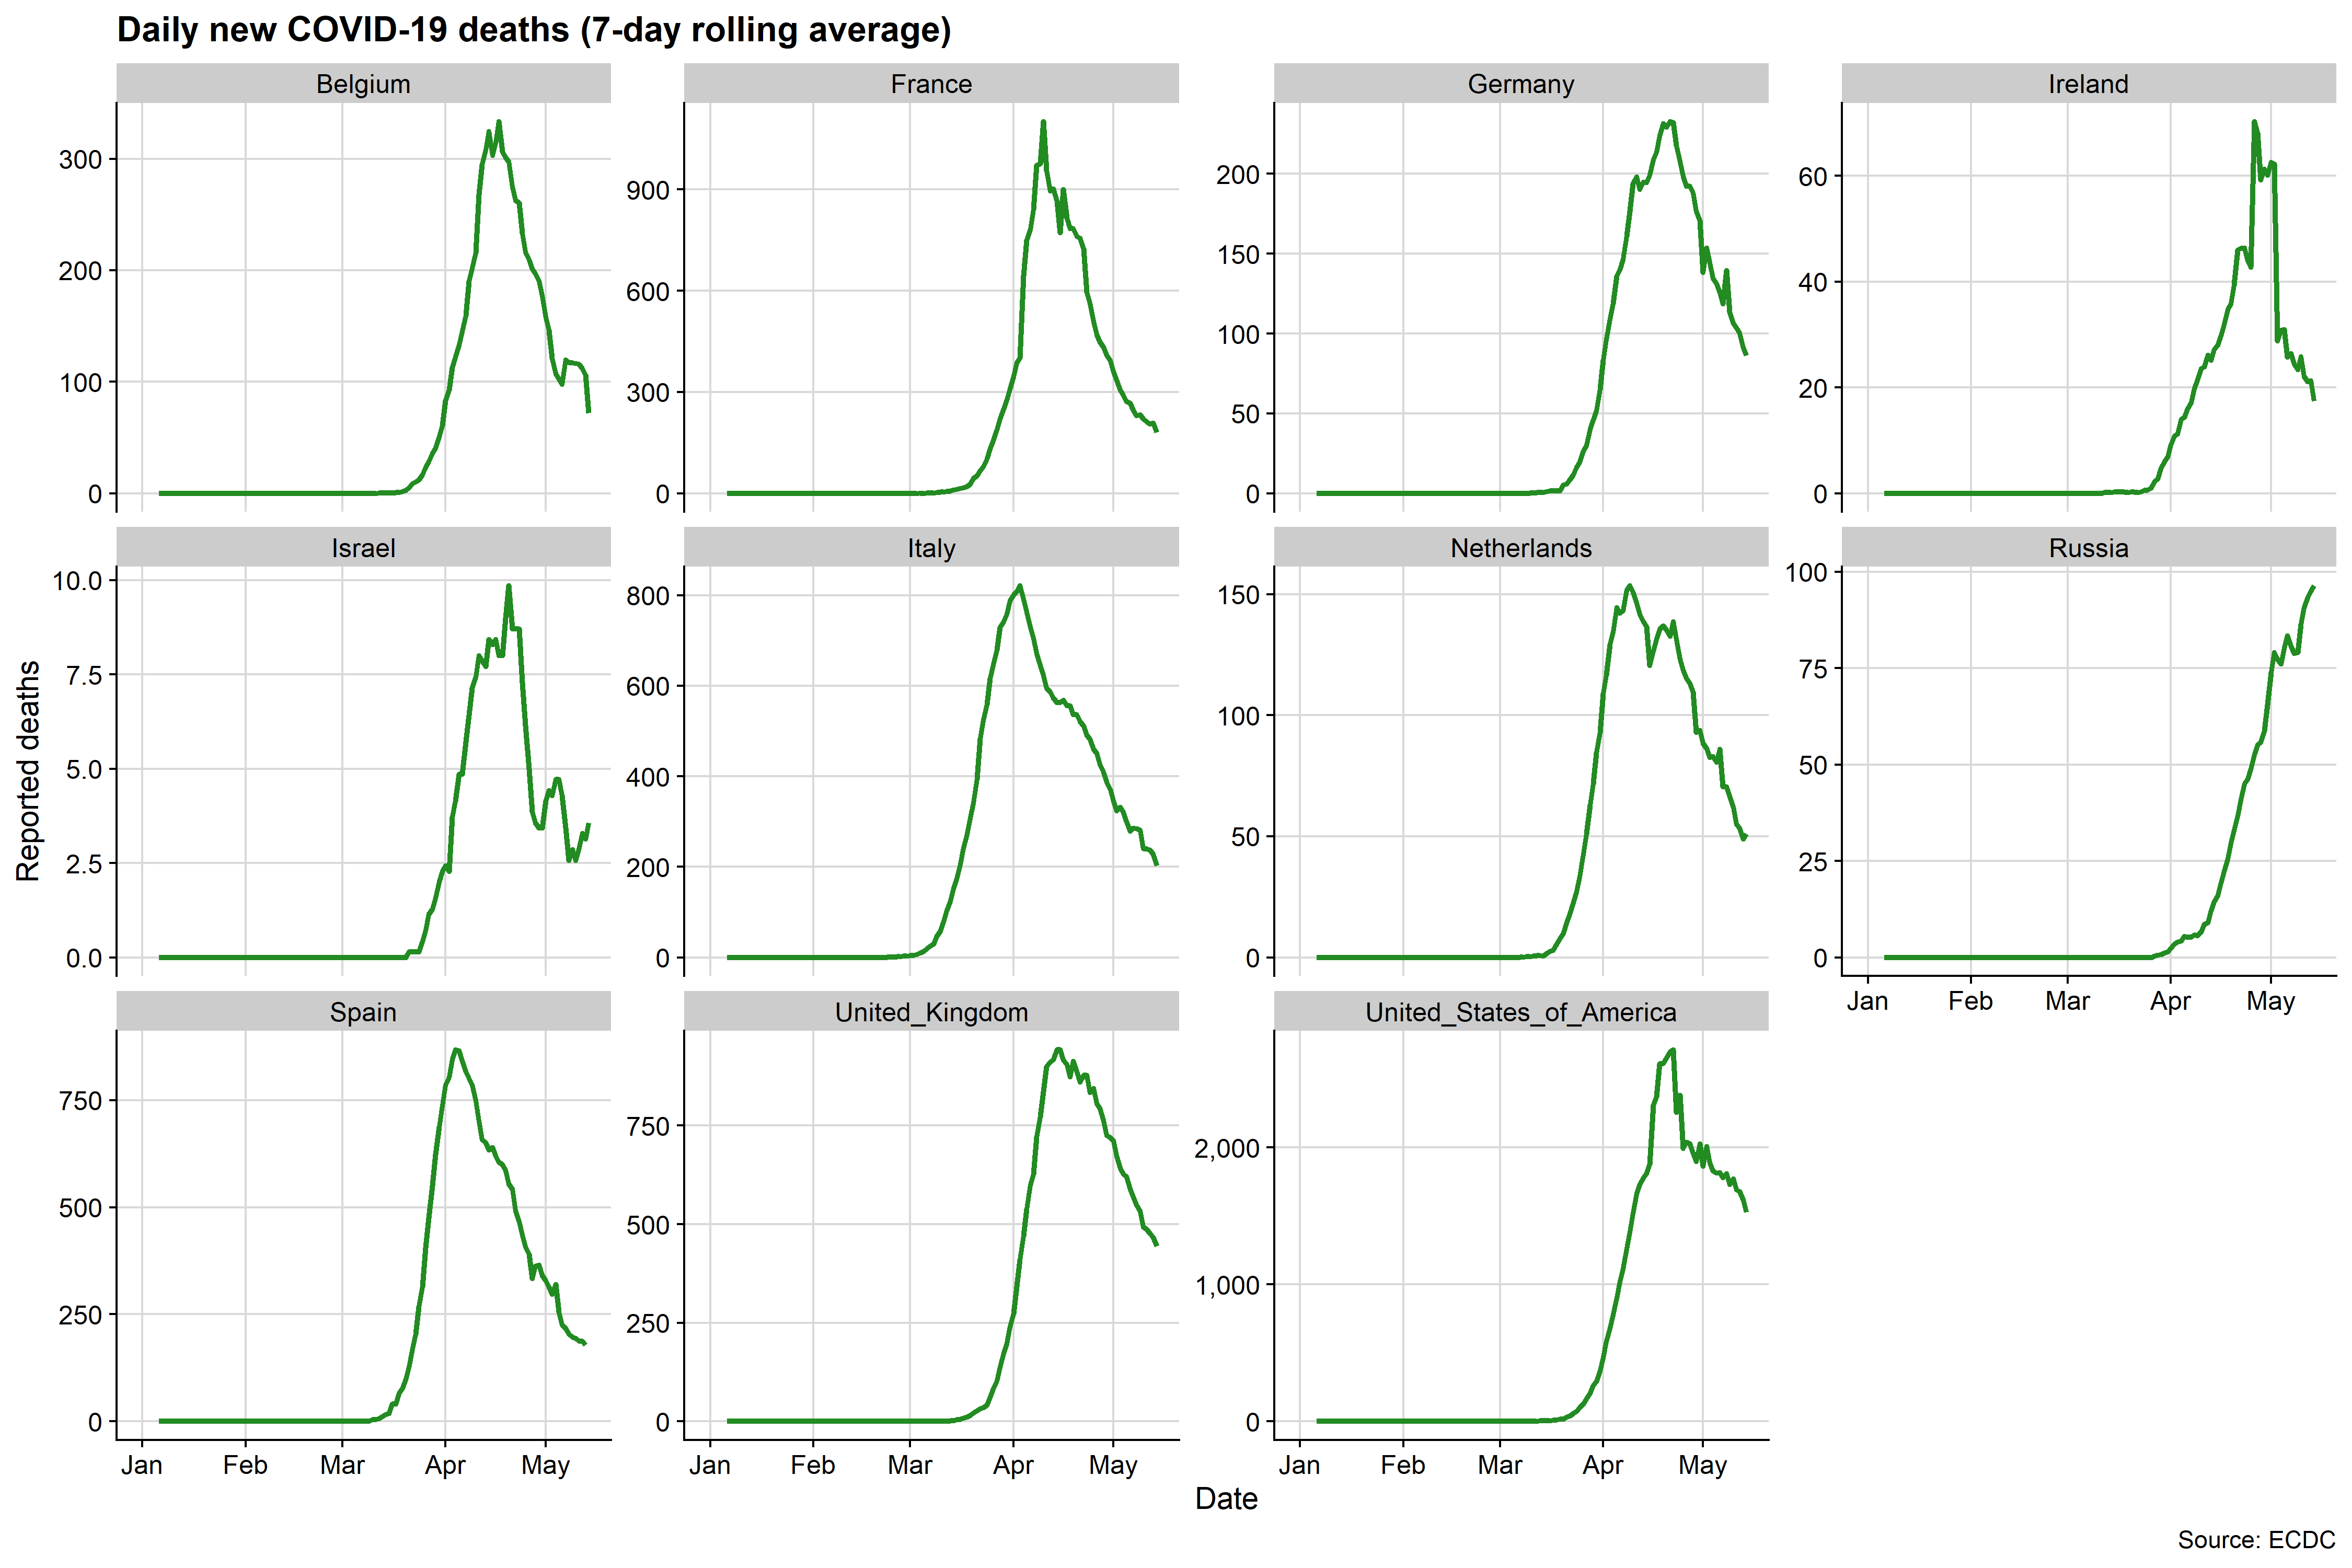 Daily new COVID-19 deaths (7-day rolling average)
Belgium
France
Germany
Ireland
300
200
100
0
900
600
300
0
200
150
100
50
0
60
40
20
0
Israel
Italy
Netherlands
Russia
10.0
7.5
5.0
2.5
0.0
800
600
400
200
0
150
100
50
0
100
75
50
25
0
Jan Feb Mar Apr May
Spain
United_Kingdom
United_States_of_America
750
500
250
0
750
500
250
0
2,000
1,000
0
Jan Feb Mar Apr May
Jan Feb Mar Apr May
Jan Feb Mar Apr May
Reported deaths
Date
Source: ECDC